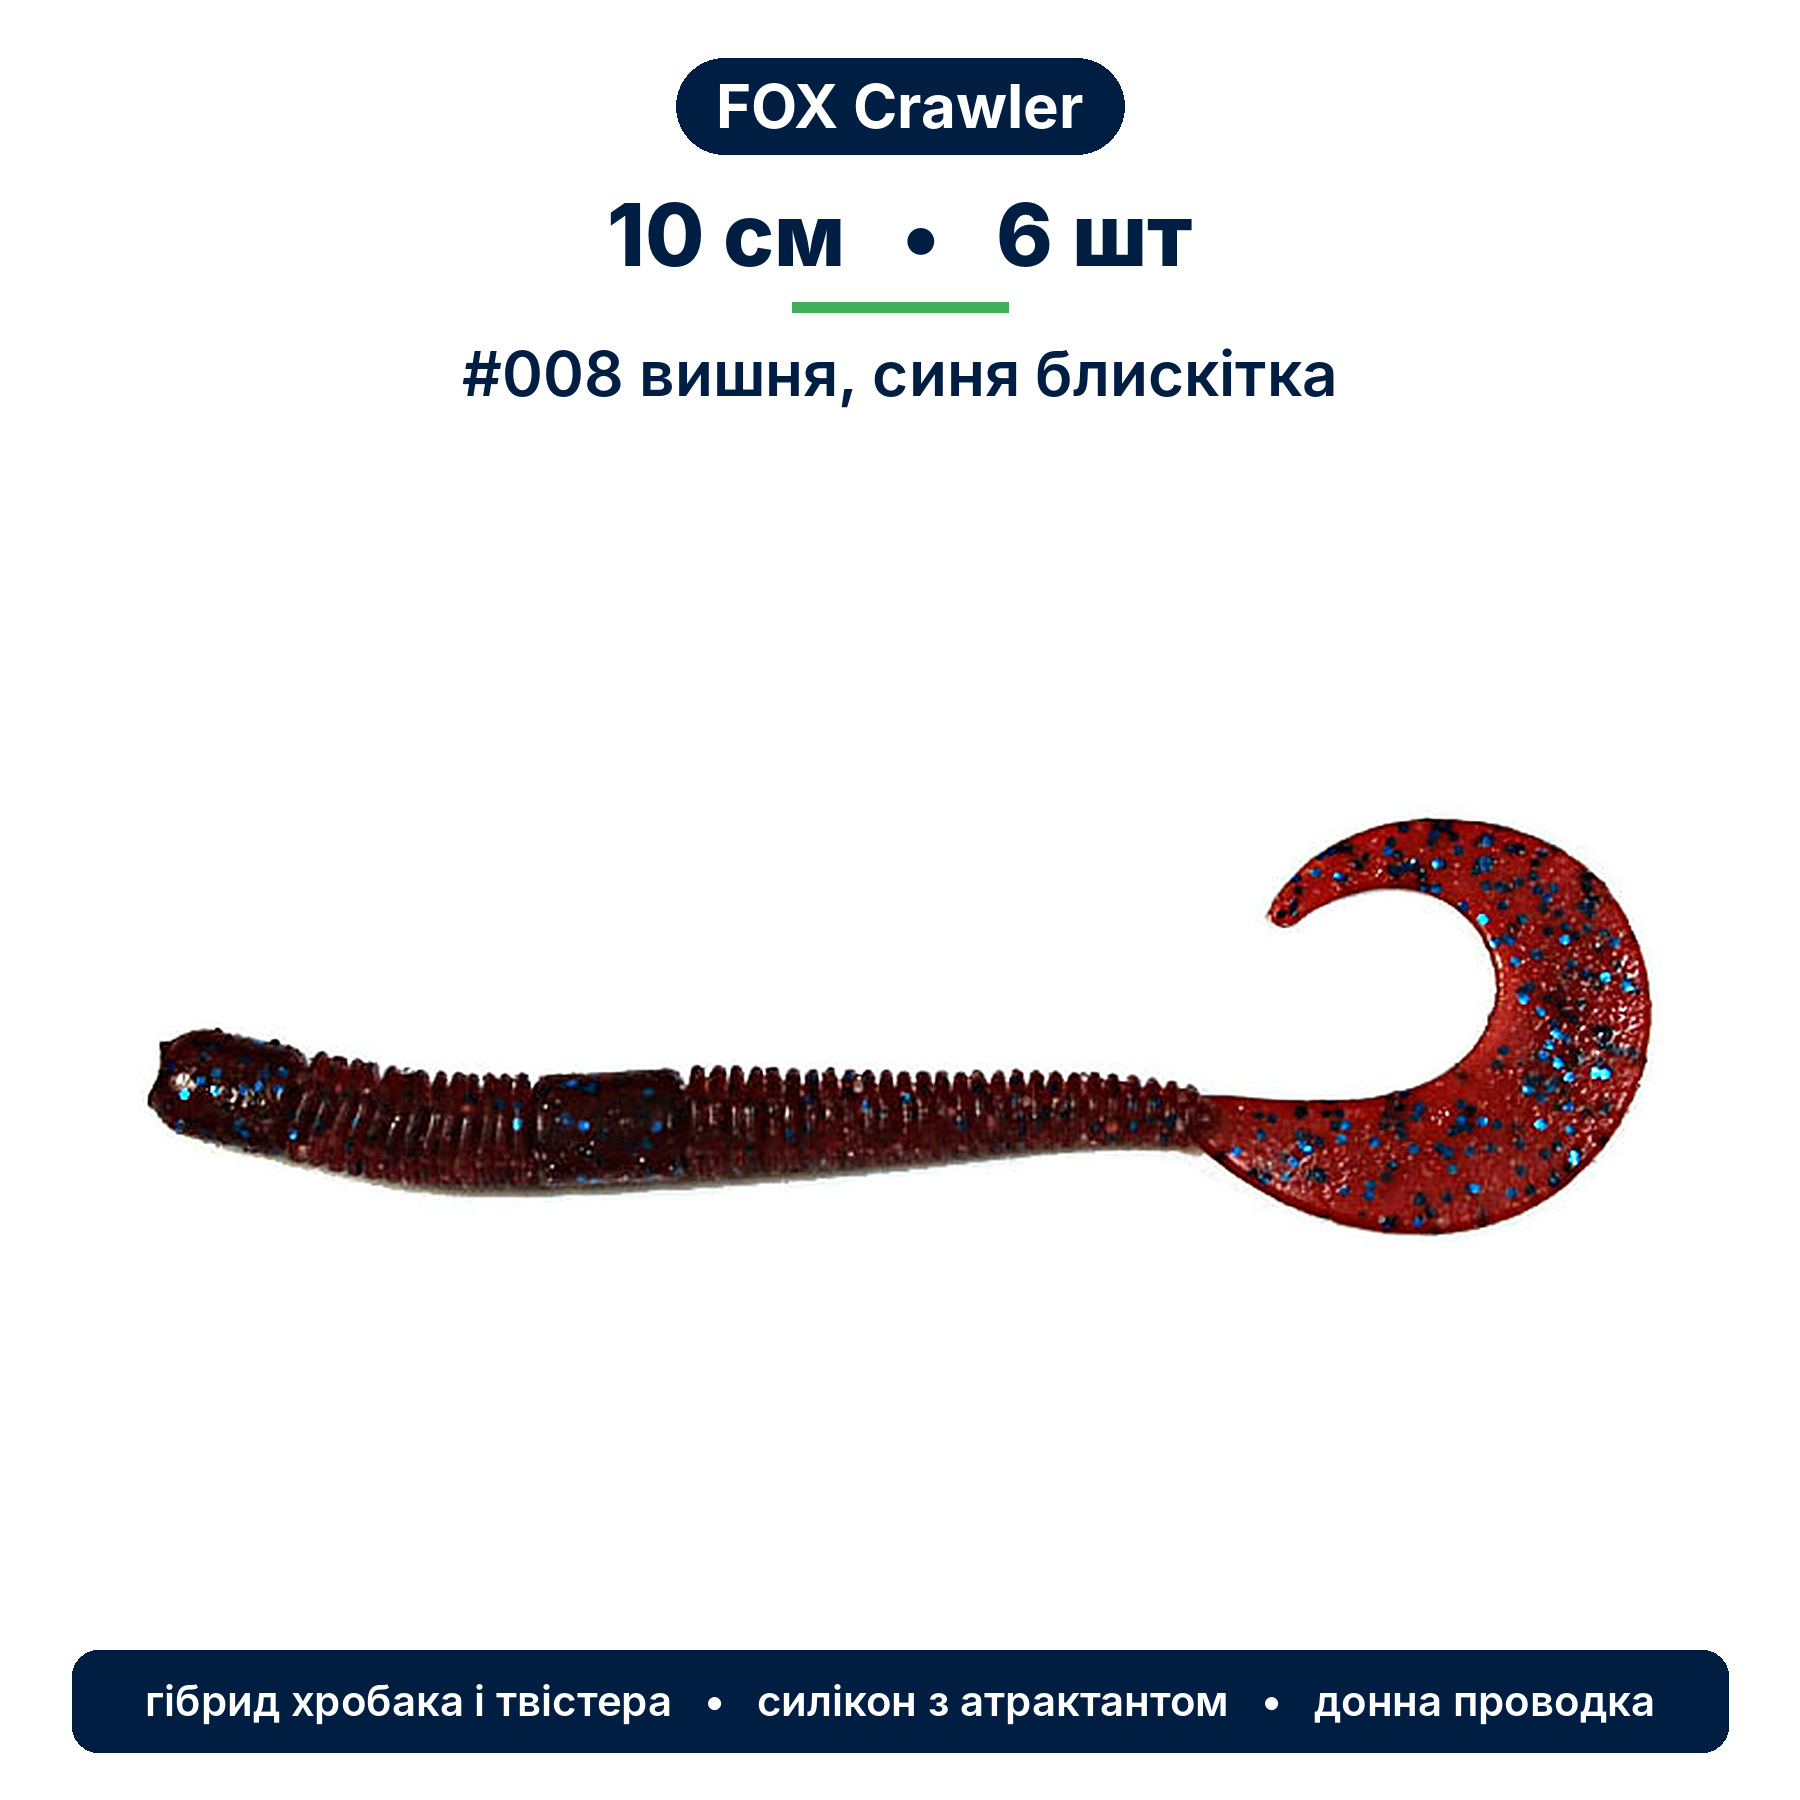 FOX Crawler
10 см • 6 шт
#008 вишня, синя блискітка
гібрид хробака і твістера • силікон з атрактантом • донна проводка